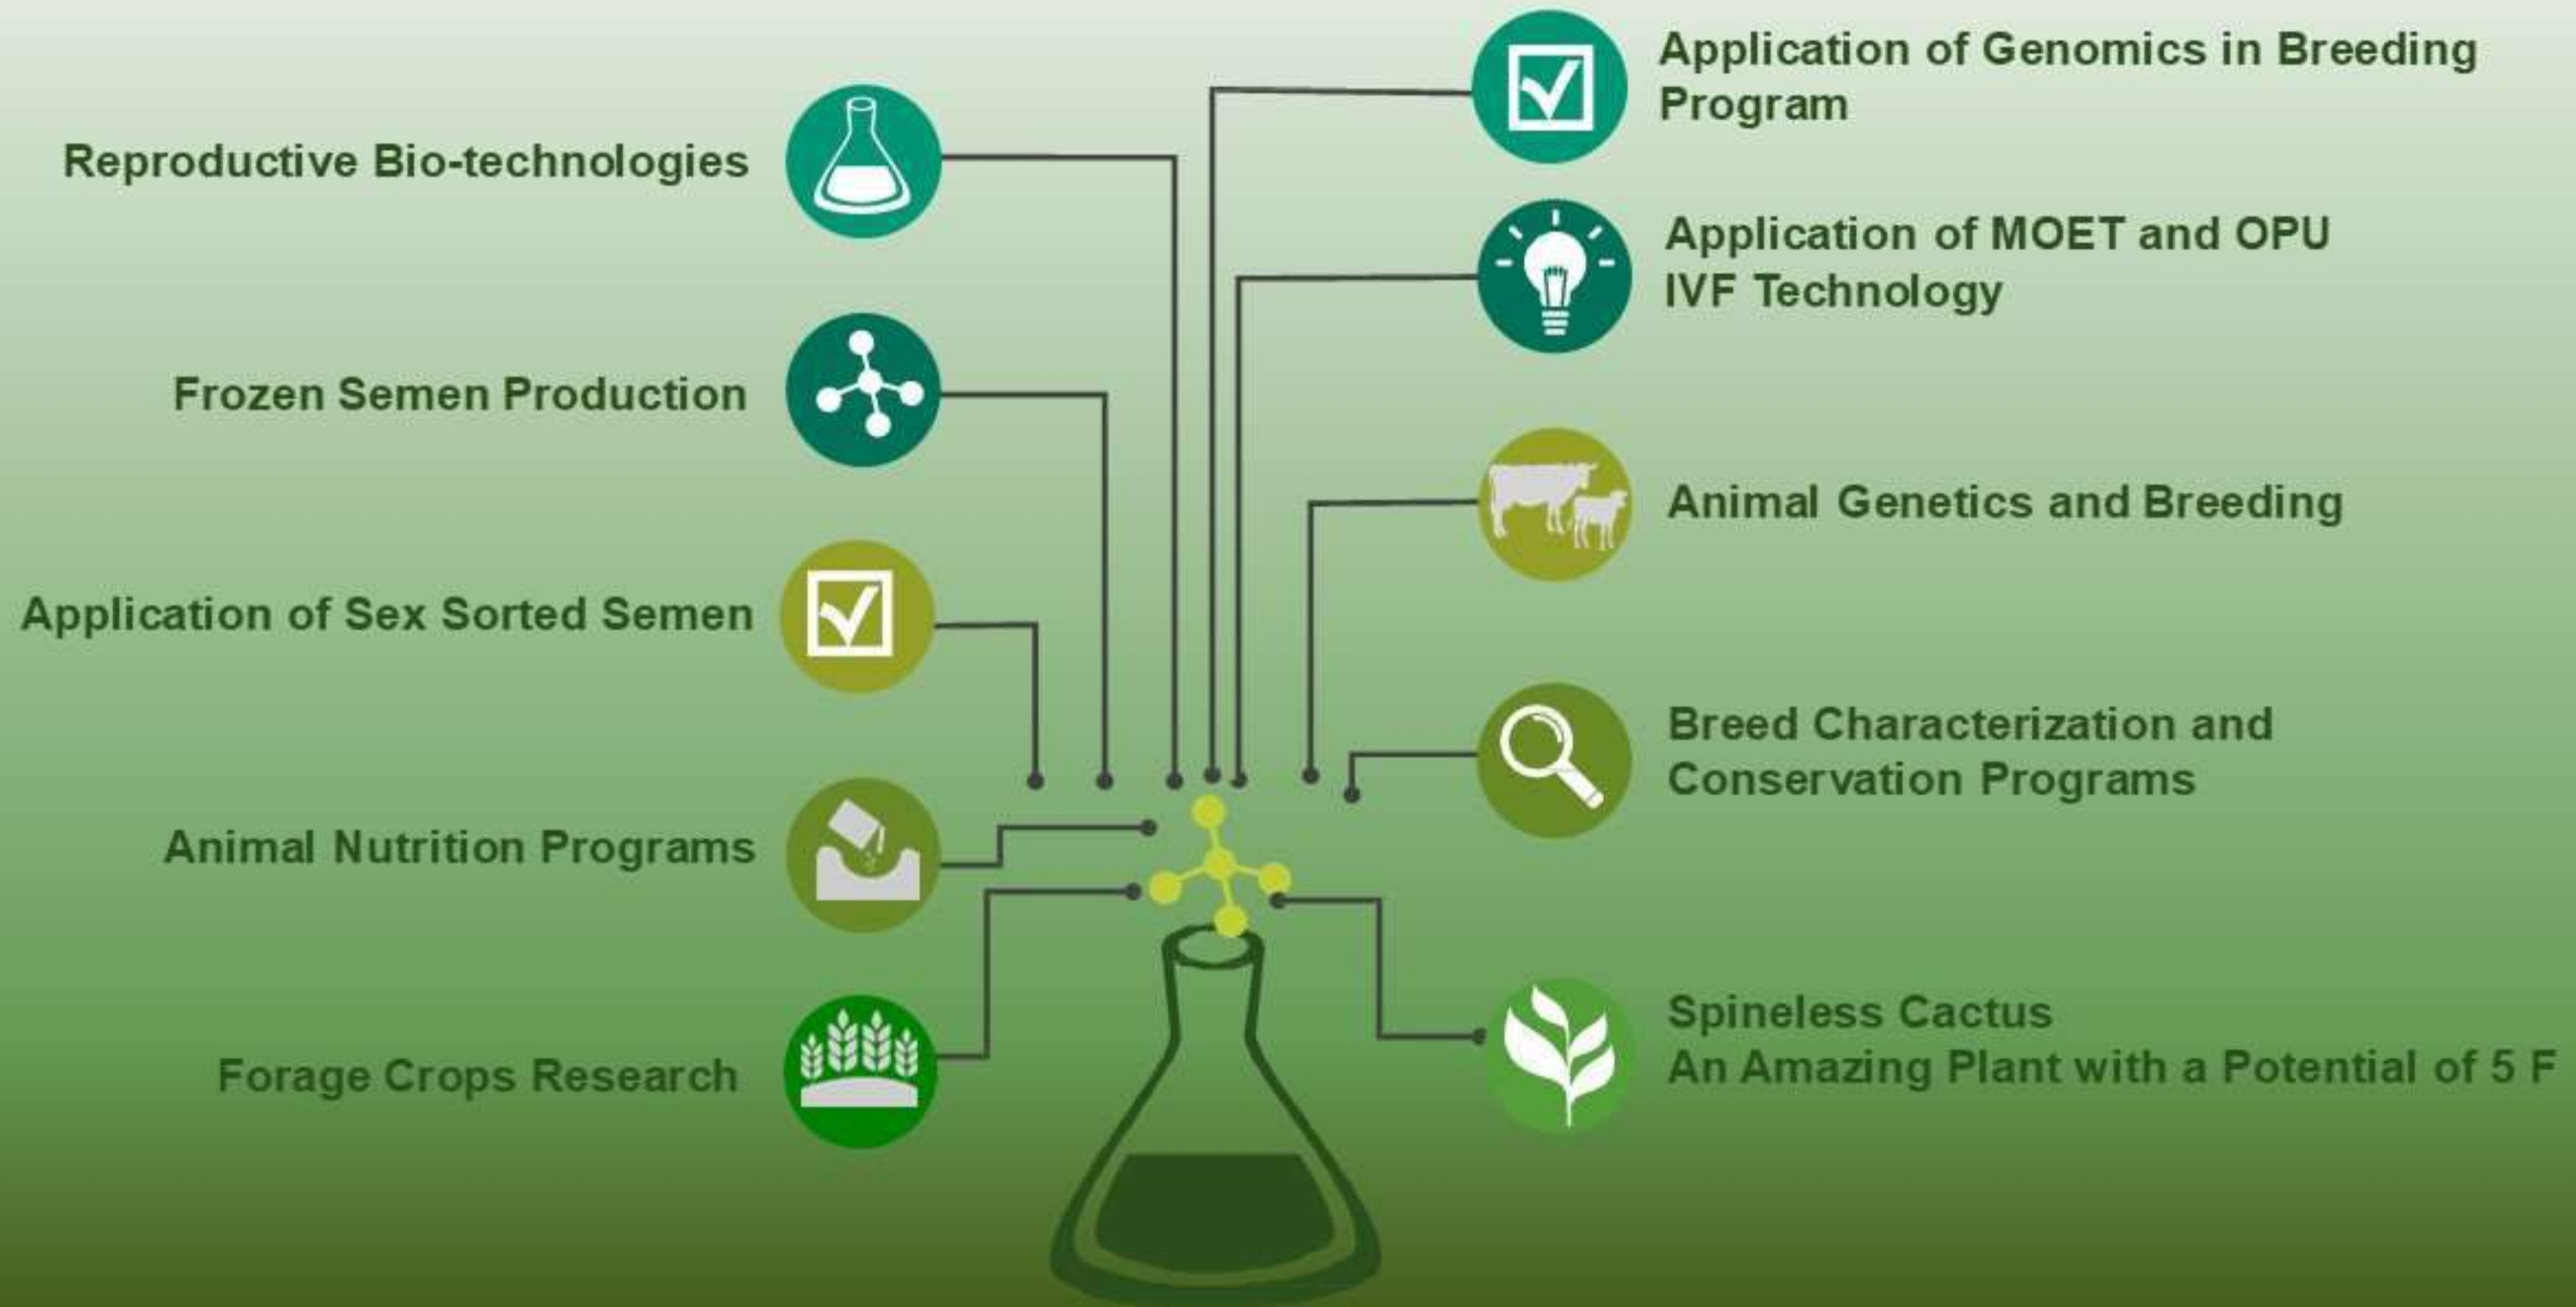 Reproductive Bio-technologies
Frozen Semen Production
Application of Sex Sorted Semen
Animal Nutrition Programs
Forage Crops Research
Application of Genomics in Breeding
Program
Application of MOET and OPU
IVF Technology
Animal Genetics and Breeding
Breed Characterization and
Conservation Programs
Spineless Cactus
An Amazing Plant with a Potential of 5 F